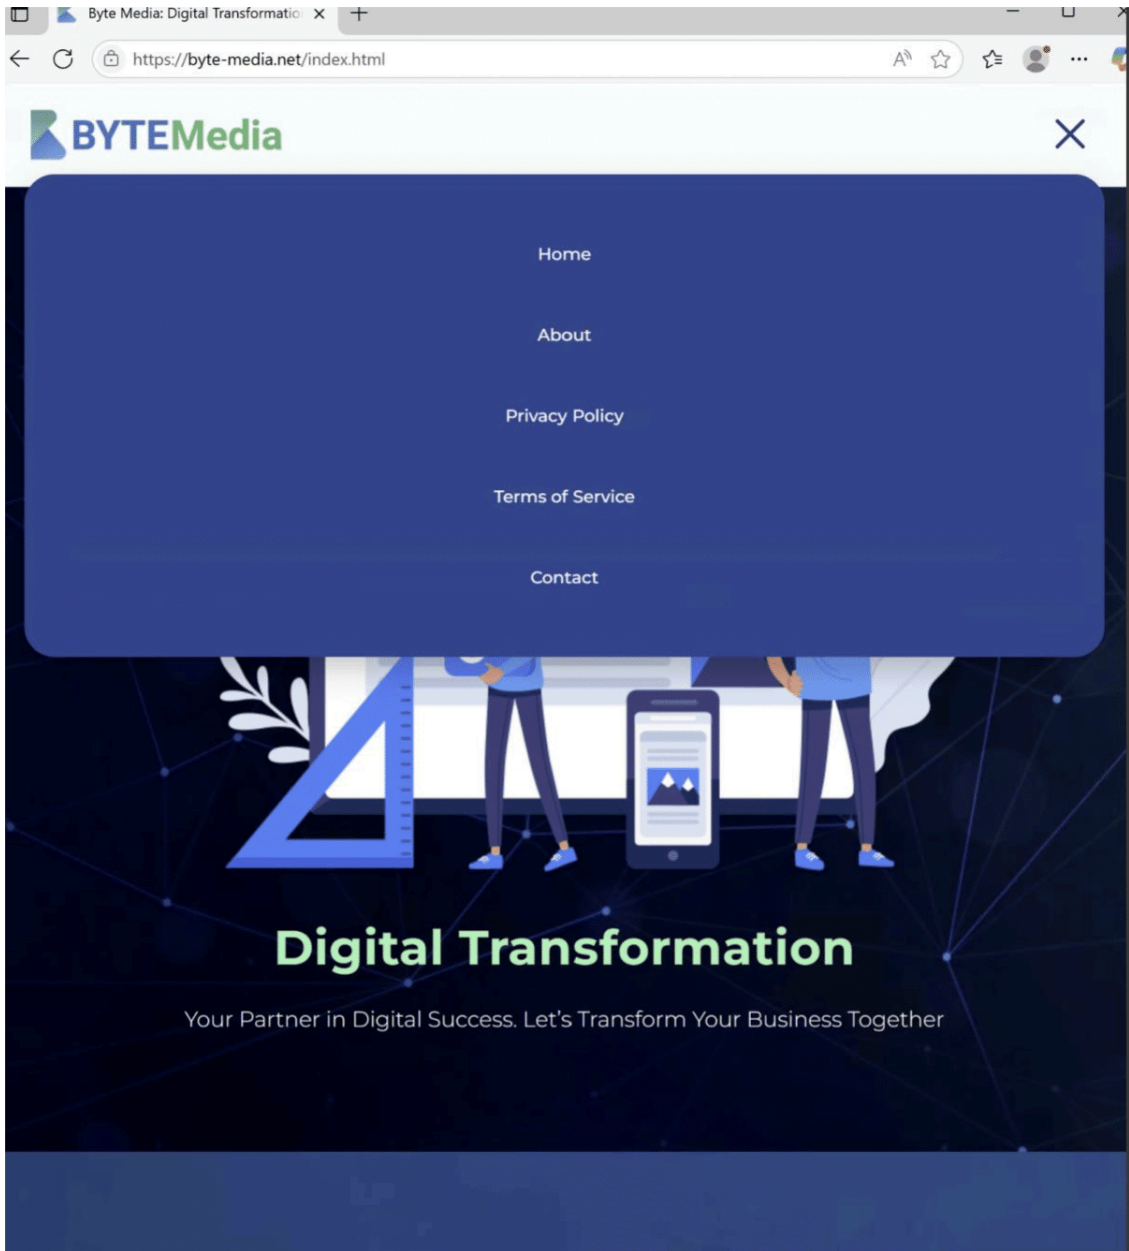 Byte Media: Digital Transformatio
https://byte-media.net/index.html
BYTEMedia
Home
About
Privacy Policy
Terms of Service
Contact
Digital Transformation
Your Partner in Digital Success. Let’s Transform Your Business Together